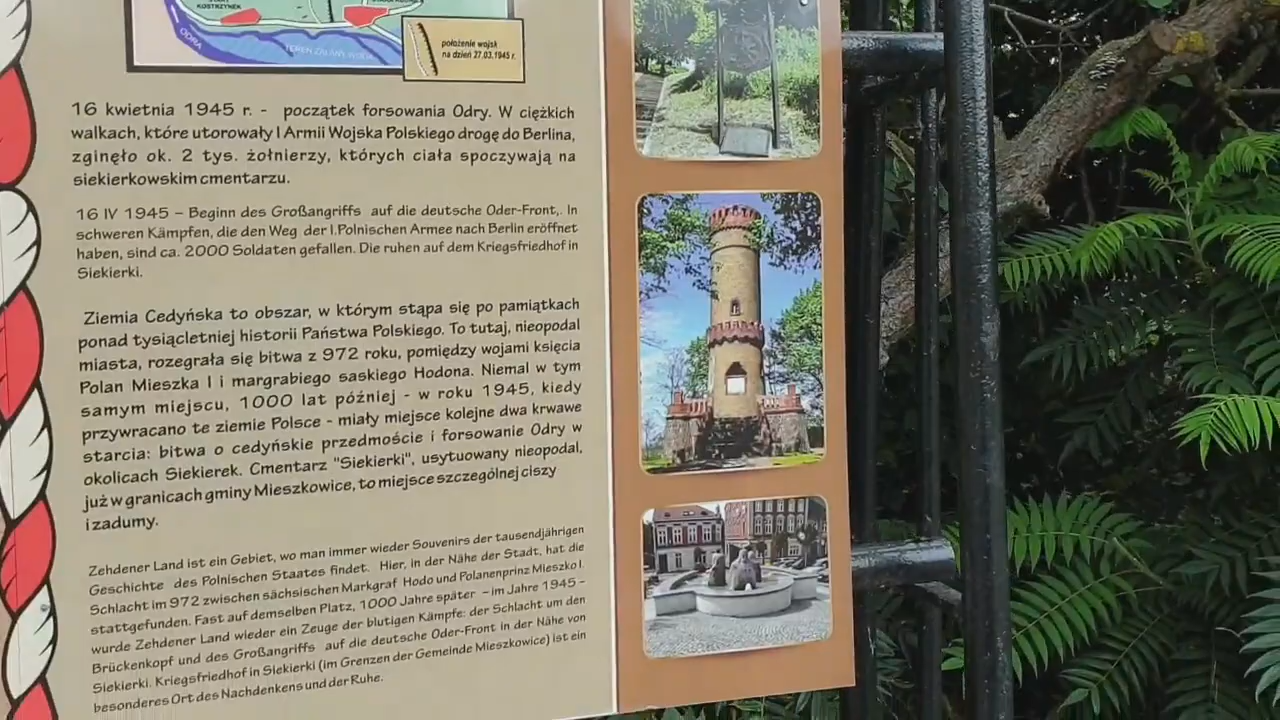 KOSTRZYNEK
ODRA
TEREN ZALANY WODĄ
położenie wojsk
na dzień 27.03.1945 r.
16 kwietnia 1945 r. - początek forsowania Odry. W ciężkich
walkach, które utorowały I Armii Wojska Polskiego drogę do Berlina,
zginęło ok. 2 tys. żołnierzy, których ciała spoczywają na
siekierkowskim cmentarzu.
16 IV 1945 – Beginn des Großangriffs auf die deutsche Oder-Front,. In
schweren Kämpfen, die den Weg der I.Polnischen Armee nach Berlin eröffnet
haben, sind ca. 2000 Soldaten gefallen. Die ruhen auf dem Kriegsfriedhof in
Siekierki.
Ziemia Cedyńska to obszar, w którym stąpa się po pamiątkach
ponad tysiącletniej historii Państwa Polskiego. To tutaj, nieopodal
miasta, rozegrała się bitwa z 972 roku, pomiędzy wojami księcia
Polan Mieszka I i margrabiego saskiego Hodona. Niemal w tym
samym miejscu, 1000 lat później - w roku 1945, kiedy
przywracano te ziemie Polsce - miały miejsce kolejne dwa krwawe
starcia: bitwa o cedyńskie przedmoście i forsowanie Odry w
okolicach Siekierek. Cmentarz "Siekierki", usytuowany nieopodal,
już w granicach gminy Mieszkowice, to miejsce szczególnej ciszy
i zadumy.
Zehdener Land ist ein Gebiet, wo man immer wieder Souvenirs der tausendjährigen
Geschichte des Polnischen Staates findet. Hier, in der Nähe der Stadt, hat die
Schlacht im 972 zwischen sächsischen Markgraf Hodo und Polanenprinz Mieszko I.
stattgefunden. Fast auf demselben Platz, 1000 Jahre später – im Jahre 1945 –
wurde Zehdener Land wieder ein Zeuge der blutigen Kämpfe: der Schlacht um den
Brückenkopf und des Großangriffs auf die deutsche Oder-Front in der Nähe von
Siekierki. Kriegsfriedhof in Siekierki (im Grenzen der Gemeinde Mieszkowice) ist ein
besonderes Ort des Nachdenkens und der Ruhe.